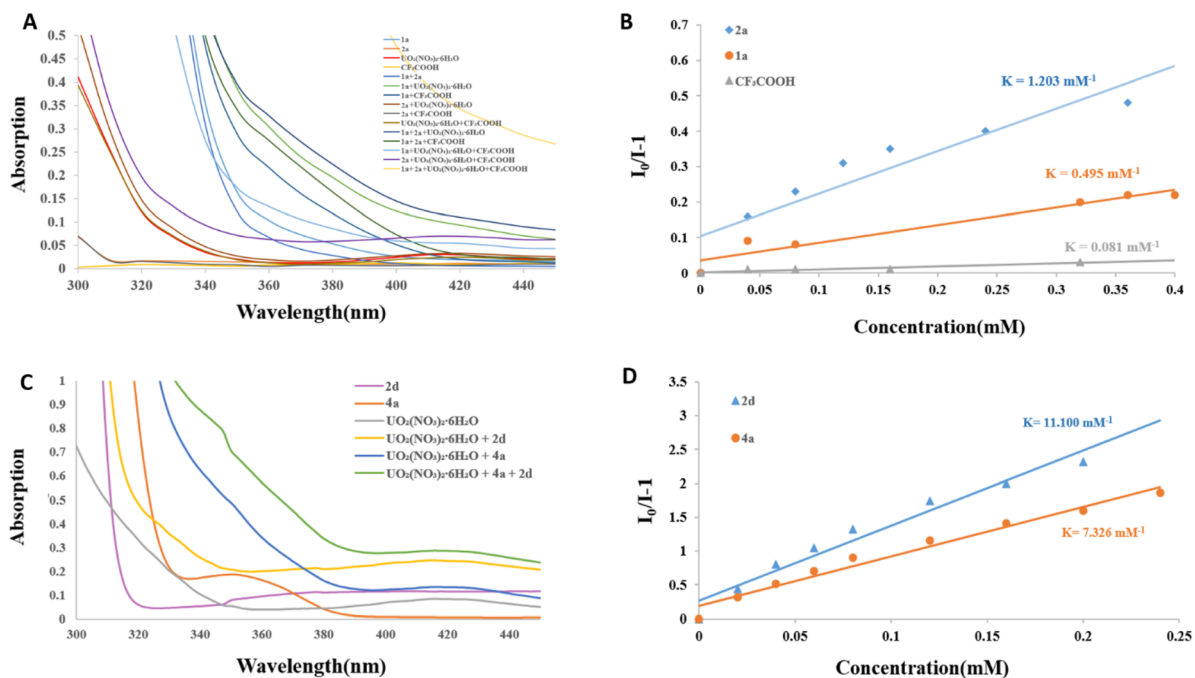 A
Absorption
0.5
0.45
0.4
0.35
0.3
0.25
0.2
0.15
0.1
0.05
0
300 320 340 360 380 400 420 440
Wavelength(nm)
1a
2a
UO₂(NO₃)₂·6H₂O
CF₃COOH
1a+2a
1a+UO₂(NO₃)₂·6H₂O
1a+CF₃COOH
2a+UO₂(NO₃)₂·6H₂O
2a+CF₃COOH
UO₂(NO₃)₂·6H₂O+CF₃COOH
1a+2a+UO₂(NO₃)₂·6H₂O
1a+2a+CF₃COOH
1a+UO₂(NO₃)₂·6H₂O+CF₃COOH
2a+UO₂(NO₃)₂·6H₂O+CF₃COOH
1a+2a+UO₂(NO₃)₂·6H₂O+CF₃COOH
B
I₀/I-1
0.7
0.6
0.5
0.4
0.3
0.2
0.1
0
0 0.05 0.1 0.15 0.2 0.25 0.3 0.35 0.4
Concentration(mM)
2a
1a
CF₃COOH
K = 1.203 mM⁻¹
K = 0.495 mM⁻¹
K = 0.081 mM⁻¹
C
Absorption
1
0.9
0.8
0.7
0.6
0.5
0.4
0.3
0.2
0.1
0
300 320 340 360 380 400 420 440
Wavelength(nm)
2d
4a
UO₂(NO₃)₂·6H₂O
UO₂(NO₃)₂·6H₂O + 2d
UO₂(NO₃)₂·6H₂O + 4a
UO₂(NO₃)₂·6H₂O + 4a + 2d
D
I₀/I-1
3.5
3
2.5
2
1.5
1
0.5
0
0 0.05 0.1 0.15 0.2 0.25
Concentration(mM)
2d
4a
K= 11.100 mM⁻¹
K= 7.326 mM⁻¹